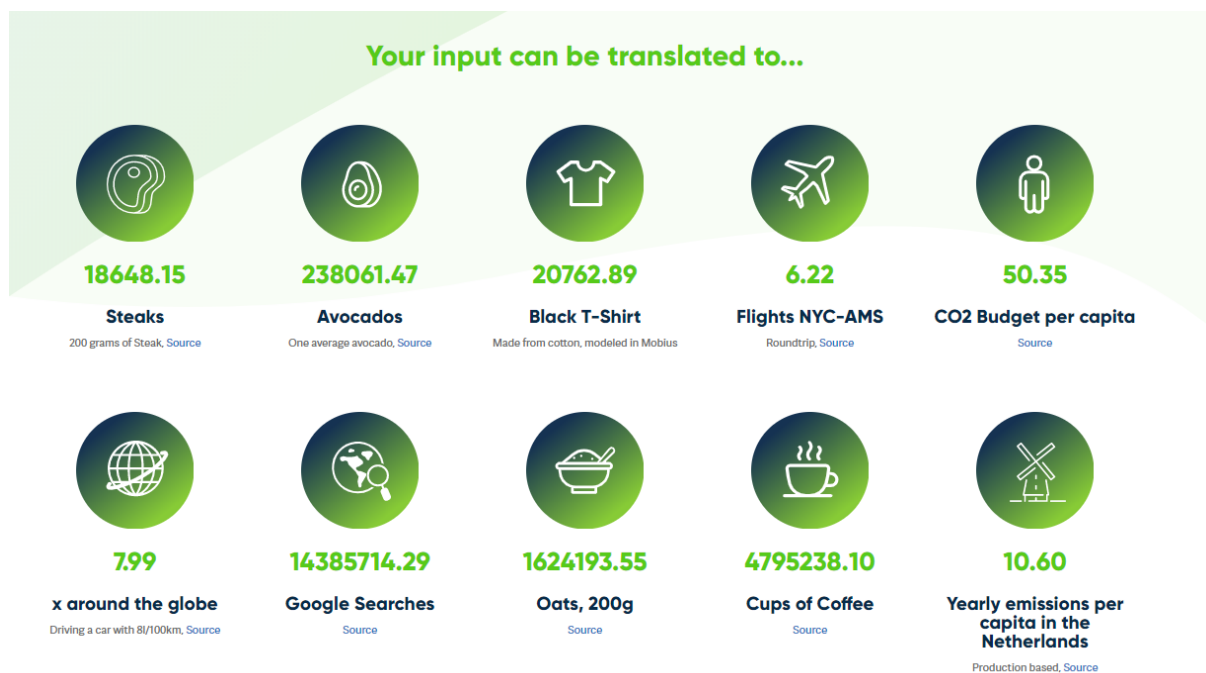 Your input can be translated to...
18648.15
Steaks
200 grams of Steak, Source
238061.47
Avocados
One average avocado, Source
20762.89
Black T-Shirt
Made from cotton, modeled in Mobius
6.22
Flights NYC-AMS
Roundtrip, Source
50.35
CO2 Budget per capita
Source
7.99
x around the globe
Driving a car with 8l/100km, Source
14385714.29
Google Searches
Source
1624193.55
Oats, 200g
Source
4795238.10
Cups of Coffee
Source
10.60
Yearly emissions per
capita in the
Netherlands
Production based, Source